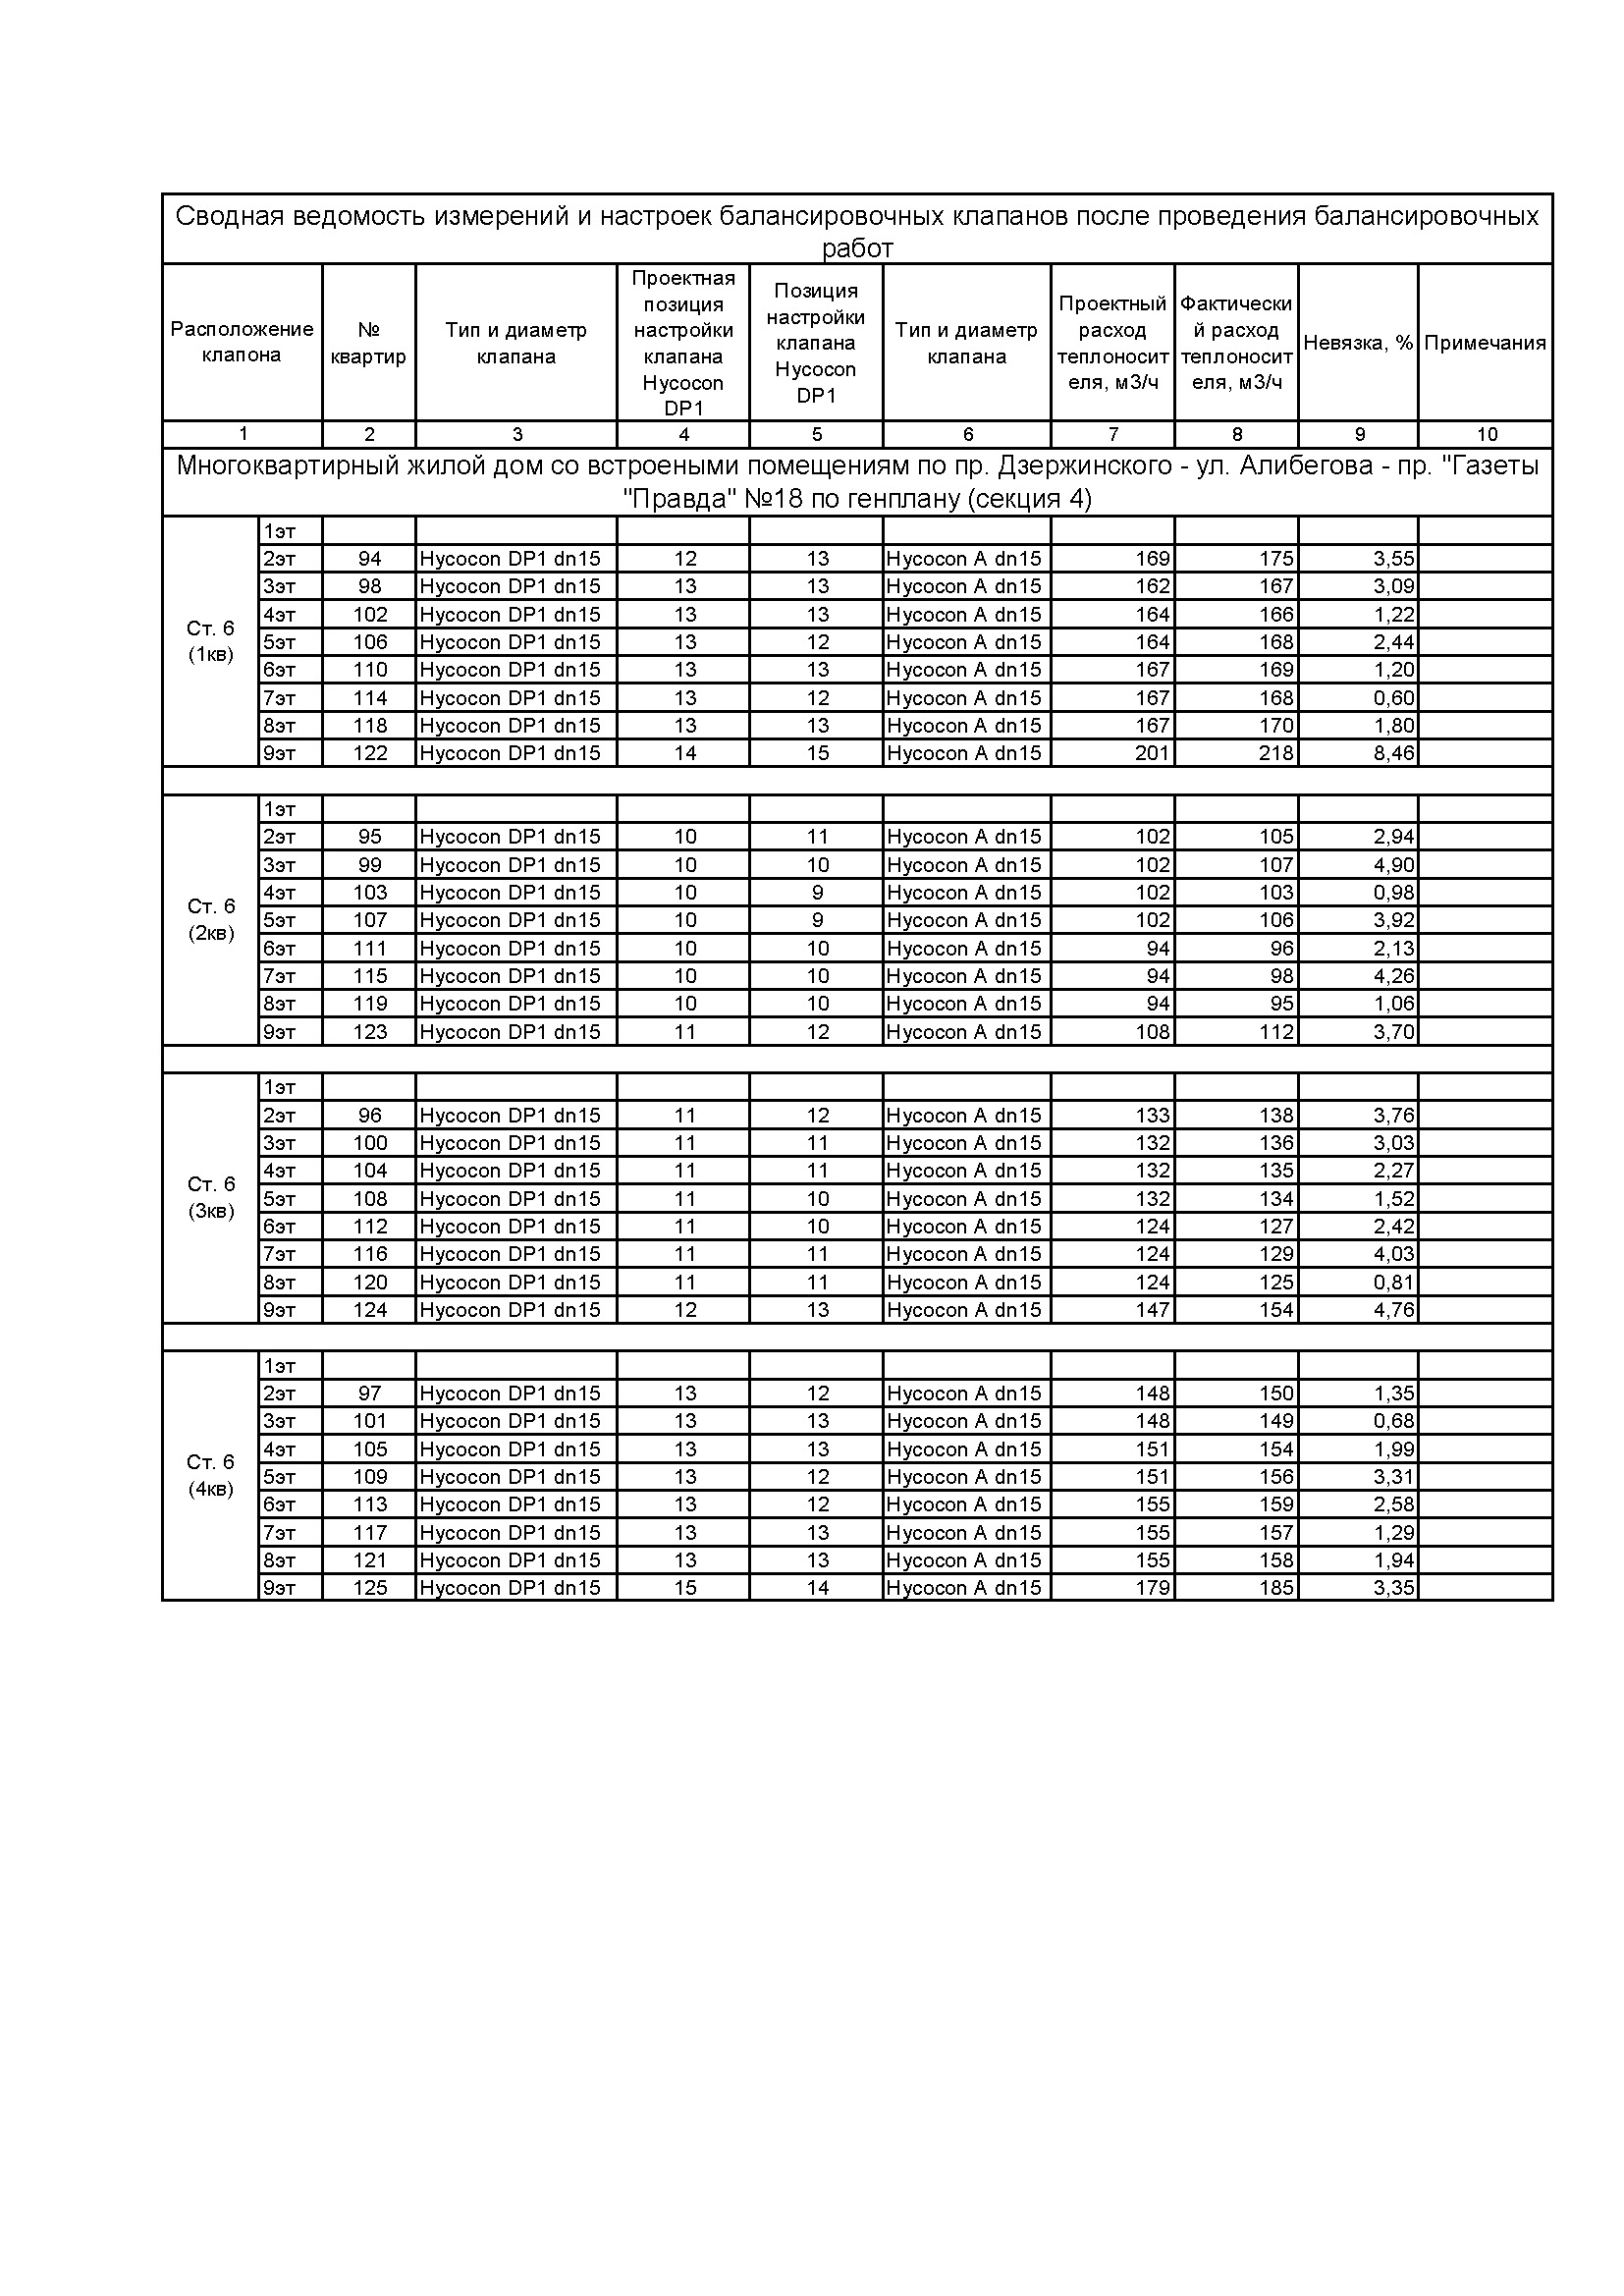 Сводная ведомость измерений и настроек балансировочных клапанов после проведения балансировочных
работ
Расположение клапона № квартир Тип и диаметр клапана Проектная позиция настройки клапана Hycocon DP1 Позиция настройки клапана Hycocon DP1 Тип и диаметр клапана Проектный расход теплоносит еля, м3/ч Фактически й расход теплоносит еля, м3/ч Невязка, % Примечания
1 2 3 4 5 6 7 8 9 10
Многоквартирный жилой дом со встроеными помещениям по пр. Дзержинского - ул. Алибегова - пр. "Газеты
"Правда" №18 по генплану (секция 4)
Ст. 6
(1кв)
1эт
2эт 94 Hycocon DP1 dn15 12 13 Hycocon A dn15 169 175 3,55
3эт 98 Hycocon DP1 dn15 13 13 Hycocon A dn15 162 167 3,09
4эт 102 Hycocon DP1 dn15 13 13 Hycocon A dn15 164 166 1,22
5эт 106 Hycocon DP1 dn15 13 12 Hycocon A dn15 164 168 2,44
6эт 110 Hycocon DP1 dn15 13 13 Hycocon A dn15 167 169 1,20
7эт 114 Hycocon DP1 dn15 13 12 Hycocon A dn15 167 168 0,60
8эт 118 Hycocon DP1 dn15 13 13 Hycocon A dn15 167 170 1,80
9эт 122 Hycocon DP1 dn15 14 15 Hycocon A dn15 201 218 8,46
Ст. 6
(2кв)
1эт
2эт 95 Hycocon DP1 dn15 10 11 Hycocon A dn15 102 105 2,94
3эт 99 Hycocon DP1 dn15 10 10 Hycocon A dn15 102 107 4,90
4эт 103 Hycocon DP1 dn15 10 9 Hycocon A dn15 102 103 0,98
5эт 107 Hycocon DP1 dn15 10 9 Hycocon A dn15 102 106 3,92
6эт 111 Hycocon DP1 dn15 10 10 Hycocon A dn15 94 96 2,13
7эт 115 Hycocon DP1 dn15 10 10 Hycocon A dn15 94 98 4,26
8эт 119 Hycocon DP1 dn15 10 10 Hycocon A dn15 94 95 1,06
9эт 123 Hycocon DP1 dn15 11 12 Hycocon A dn15 108 112 3,70
Ст. 6
(3кв)
1эт
2эт 96 Hycocon DP1 dn15 11 12 Hycocon A dn15 133 138 3,76
3эт 100 Hycocon DP1 dn15 11 11 Hycocon A dn15 132 136 3,03
4эт 104 Hycocon DP1 dn15 11 11 Hycocon A dn15 132 135 2,27
5эт 108 Hycocon DP1 dn15 11 10 Hycocon A dn15 132 134 1,52
6эт 112 Hycocon DP1 dn15 11 10 Hycocon A dn15 124 127 2,42
7эт 116 Hycocon DP1 dn15 11 11 Hycocon A dn15 124 129 4,03
8эт 120 Hycocon DP1 dn15 11 11 Hycocon A dn15 124 125 0,81
9эт 124 Hycocon DP1 dn15 12 13 Hycocon A dn15 147 154 4,76
Ст. 6
(4кв)
1эт
2эт 97 Hycocon DP1 dn15 13 12 Hycocon A dn15 148 150 1,35
3эт 101 Hycocon DP1 dn15 13 13 Hycocon A dn15 148 149 0,68
4эт 105 Hycocon DP1 dn15 13 13 Hycocon A dn15 151 154 1,99
5эт 109 Hycocon DP1 dn15 13 12 Hycocon A dn15 151 156 3,31
6эт 113 Hycocon DP1 dn15 13 12 Hycocon A dn15 155 159 2,58
7эт 117 Hycocon DP1 dn15 13 13 Hycocon A dn15 155 157 1,29
8эт 121 Hycocon DP1 dn15 13 13 Hycocon A dn15 155 158 1,94
9эт 125 Hycocon DP1 dn15 15 14 Hycocon A dn15 179 185 3,35